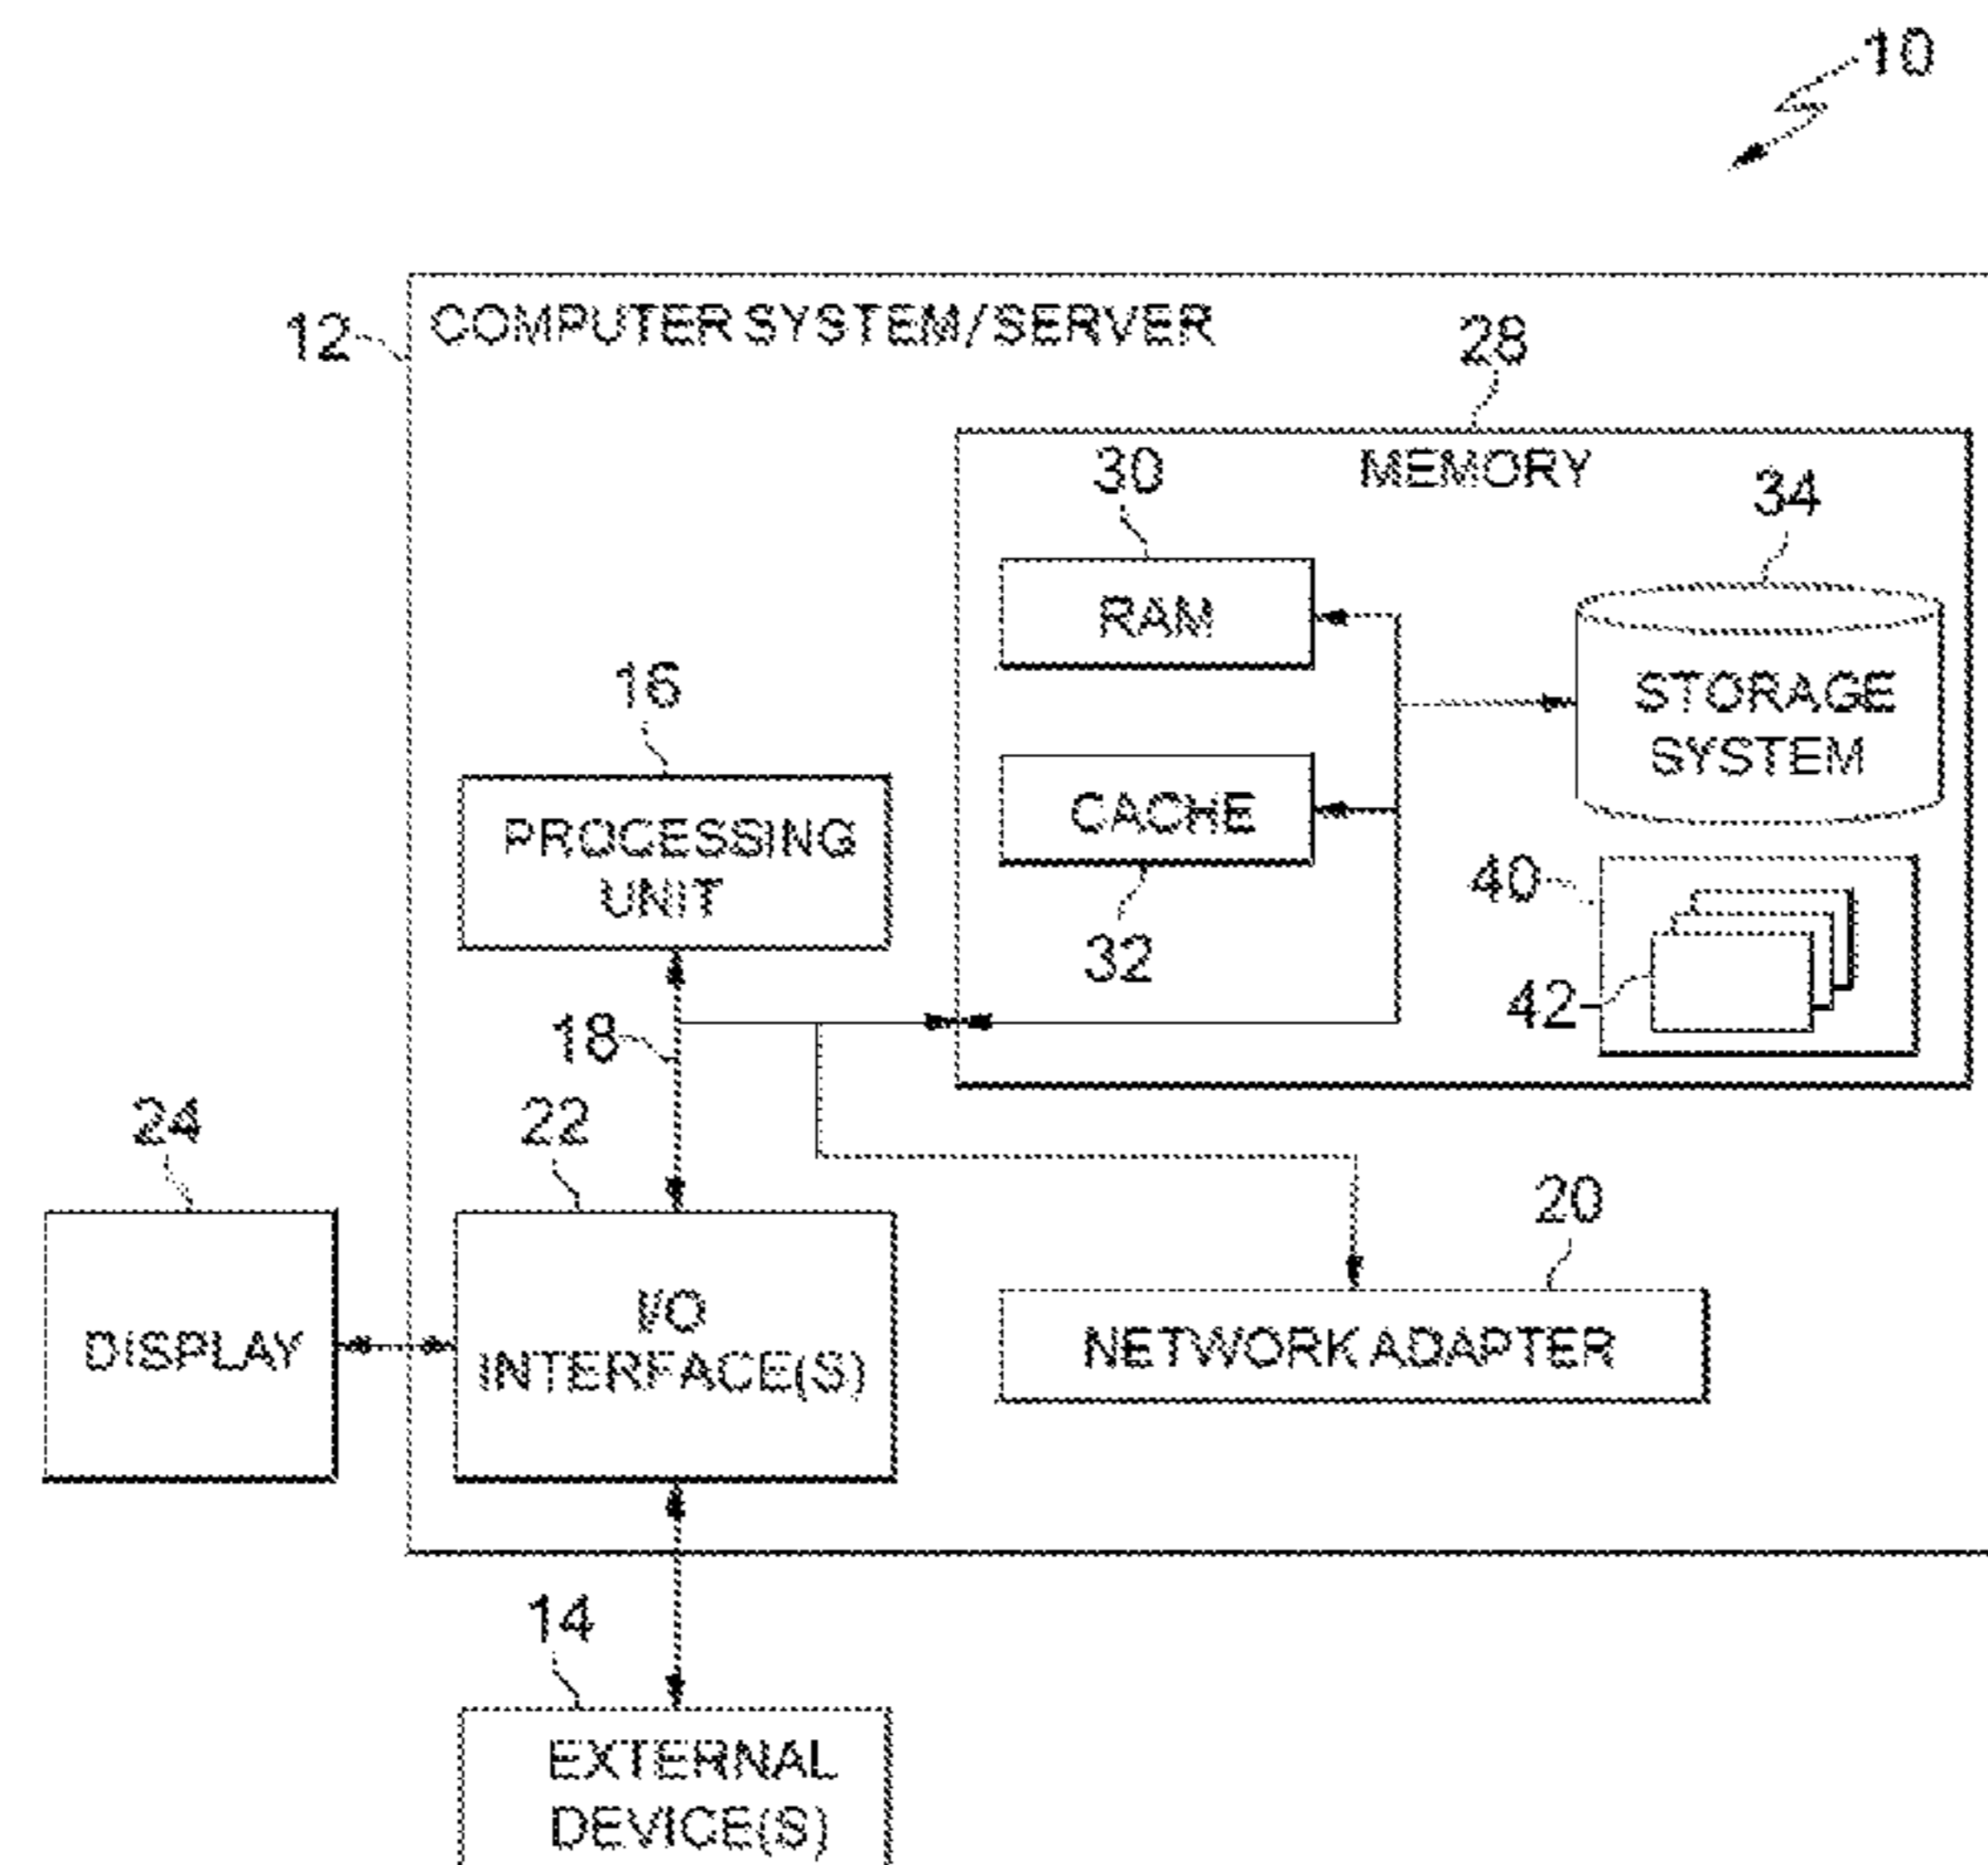 10
12
COMPUTER SYSTEM/SERVER
28
MEMORY
30
34
RAM
STORAGE
SYSTEM
16
PROCESSING
UNIT
CACHE
32
40
42
18
24
22
20
DISPLAY
I/O
INTERFACE(S)
NETWORK ADAPTER
14
EXTERNAL
DEVICE(S)